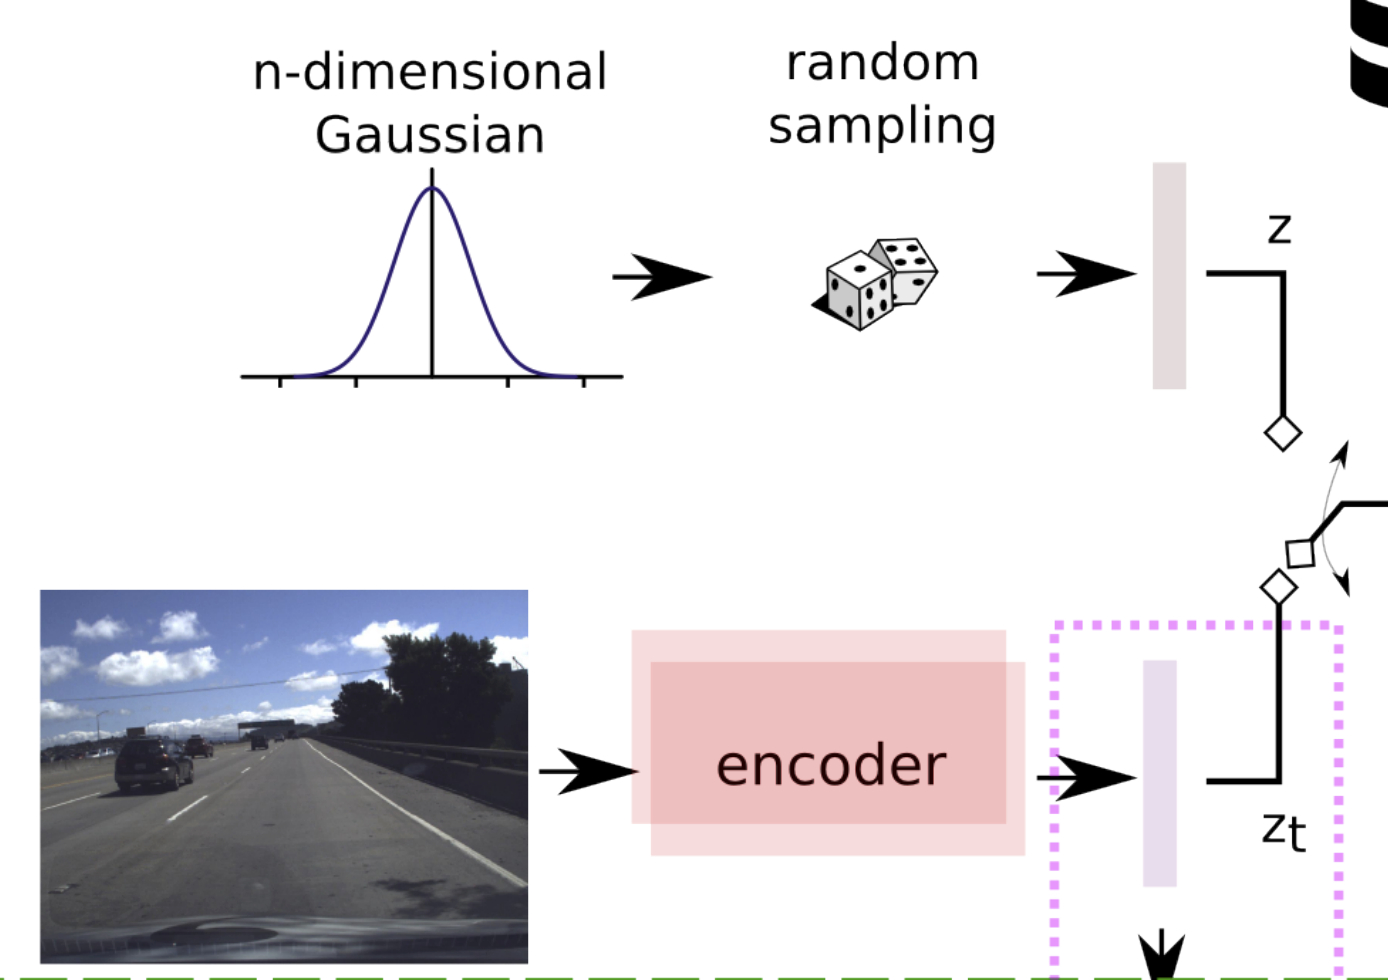 n-dimensional
Gaussian
random
sampling
z
encoder
zt